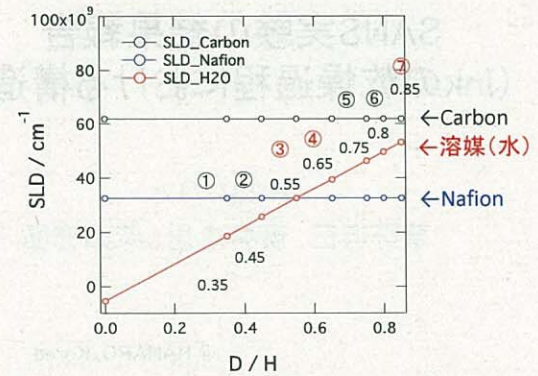 100x10⁹
80
60
40
20
0
SLD / cm⁻¹
SLD_Carbon
SLD_Nafion
SLD_H2O
⑦
0.85
⑤ ⑥
←Carbon
0.8
③ ④
0.75
←溶媒(水)
0.65
① ②
0.55
←Nafion
0.45
0.35
0.0 0.2 0.4 0.6 0.8
D / H